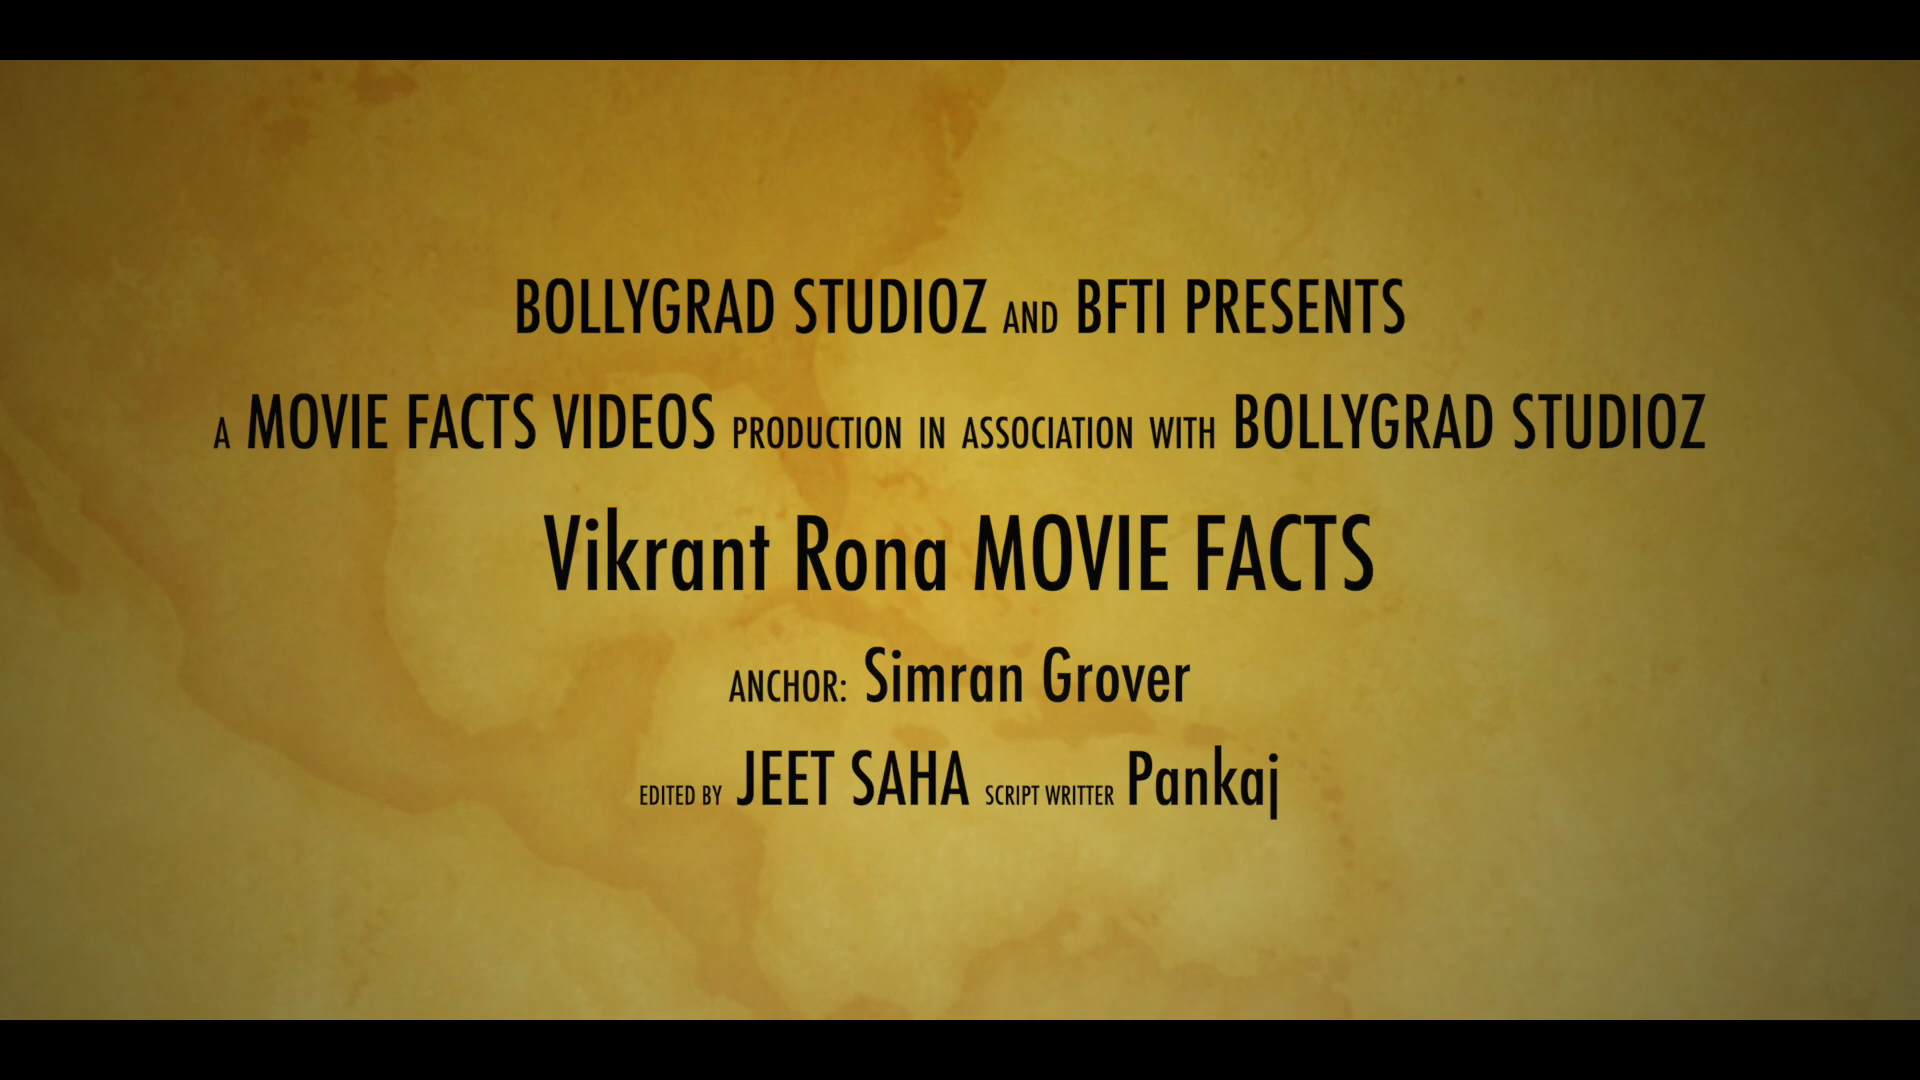 BOLLYGRAD STUDIOZ AND BFTI PRESENTS
A MOVIE FACTS VIDEOS PRODUCTION IN ASSOCIATION WITH BOLLYGRAD STUDIOZ
Vikrant Rona MOVIE FACTS
ANCHOR: Simran Grover
EDITED BY JEET SAHA SCRIPT WRITTER Pankaj